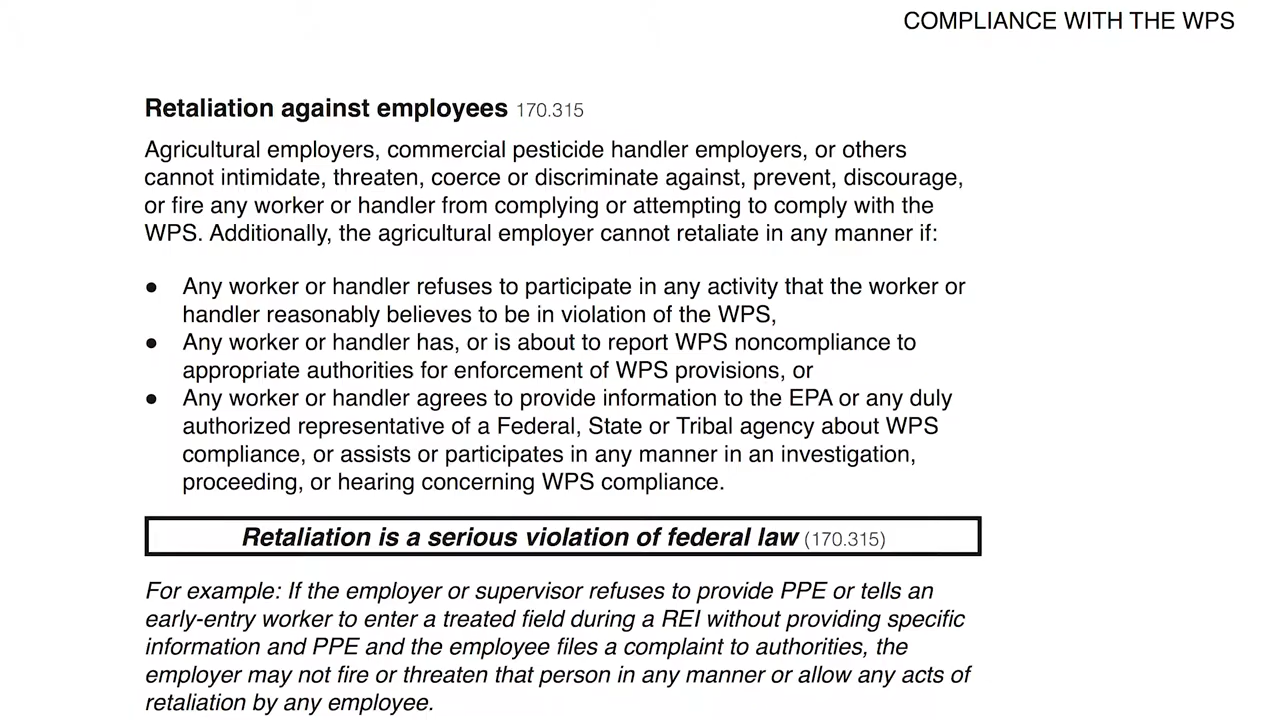 COMPLIANCE WITH THE WPS
Retaliation against employees 170.315
Agricultural employers, commercial pesticide handler employers, or others
cannot intimidate, threaten, coerce or discriminate against, prevent, discourage,
or fire any worker or handler from complying or attempting to comply with the
WPS. Additionally, the agricultural employer cannot retaliate in any manner if:
● Any worker or handler refuses to participate in any activity that the worker or
handler reasonably believes to be in violation of the WPS,
● Any worker or handler has, or is about to report WPS noncompliance to
appropriate authorities for enforcement of WPS provisions, or
● Any worker or handler agrees to provide information to the EPA or any duly
authorized representative of a Federal, State or Tribal agency about WPS
compliance, or assists or participates in any manner in an investigation,
proceeding, or hearing concerning WPS compliance.
Retaliation is a serious violation of federal law (170.315)
For example: If the employer or supervisor refuses to provide PPE or tells an
early-entry worker to enter a treated field during a REI without providing specific
information and PPE and the employee files a complaint to authorities, the
employer may not fire or threaten that person in any manner or allow any acts of
retaliation by any employee.